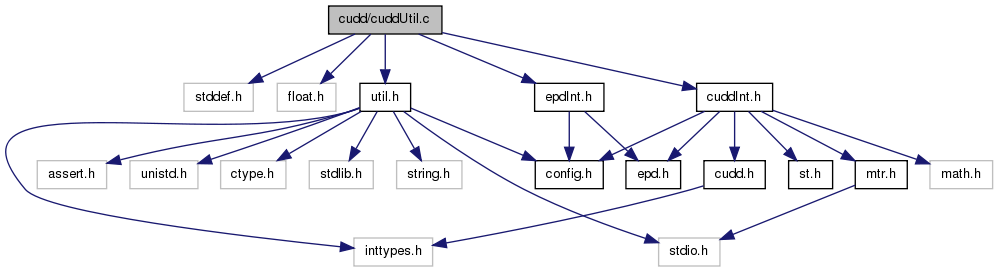 cudd/cuddUtil.c
stddef.h
float.h
util.h
epdInt.h
cuddInt.h
assert.h
unistd.h
ctype.h
stdlib.h
string.h
config.h
epd.h
cudd.h
st.h
mtr.h
math.h
inttypes.h
stdio.h